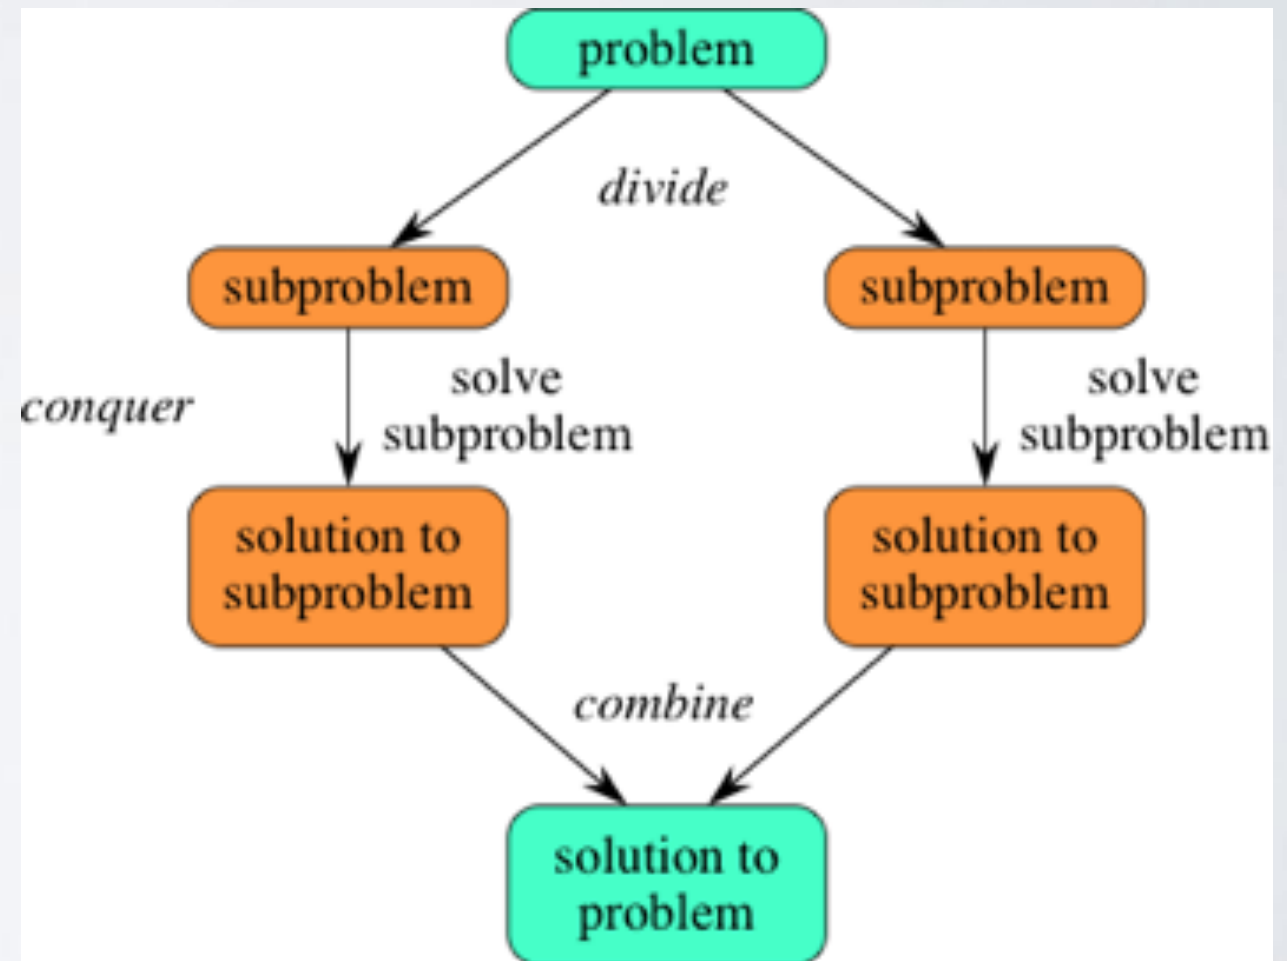 problem
divide
subproblem
subproblem
conquer
solve
subproblem
solve
subproblem
solution to
subproblem
solution to
subproblem
combine
solution to
problem